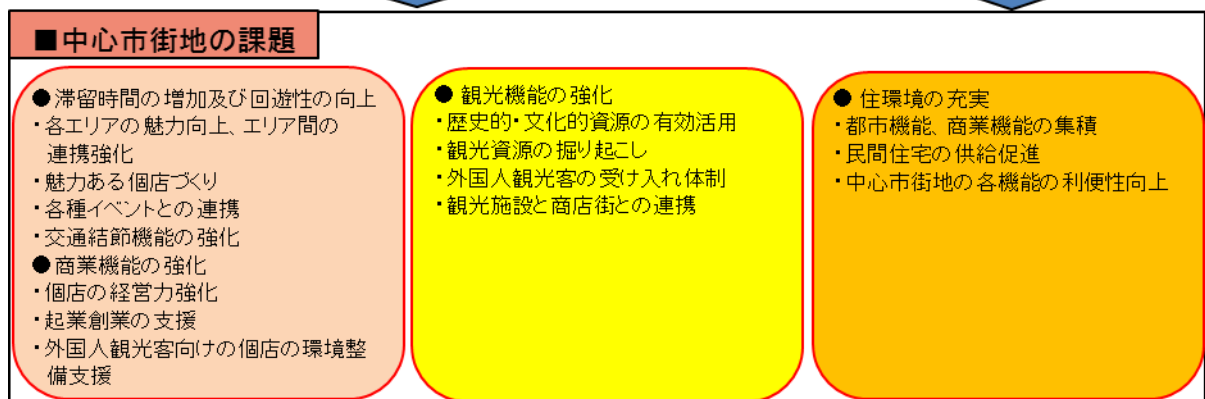 ■中心市街地の課題
●滞留時間の増加及び回遊性の向上
・各エリアの魅力向上、エリア間の
連携強化
・魅力ある個店づくり
・各種イベントとの連携
・交通結節機能の強化
●商業機能の強化
・個店の経営力強化
・起業創業の支援
・外国人観光客向けの個店の環境整
備支援
● 観光機能の強化
・歴史的・文化的資源の有効活用
・観光資源の掘り起こし
・外国人観光客の受け入れ体制
・観光施設と商店街との連携
● 住環境の充実
・都市機能、商業機能の集積
・民間住宅の供給促進
・中心市街地の各機能の利便性向上